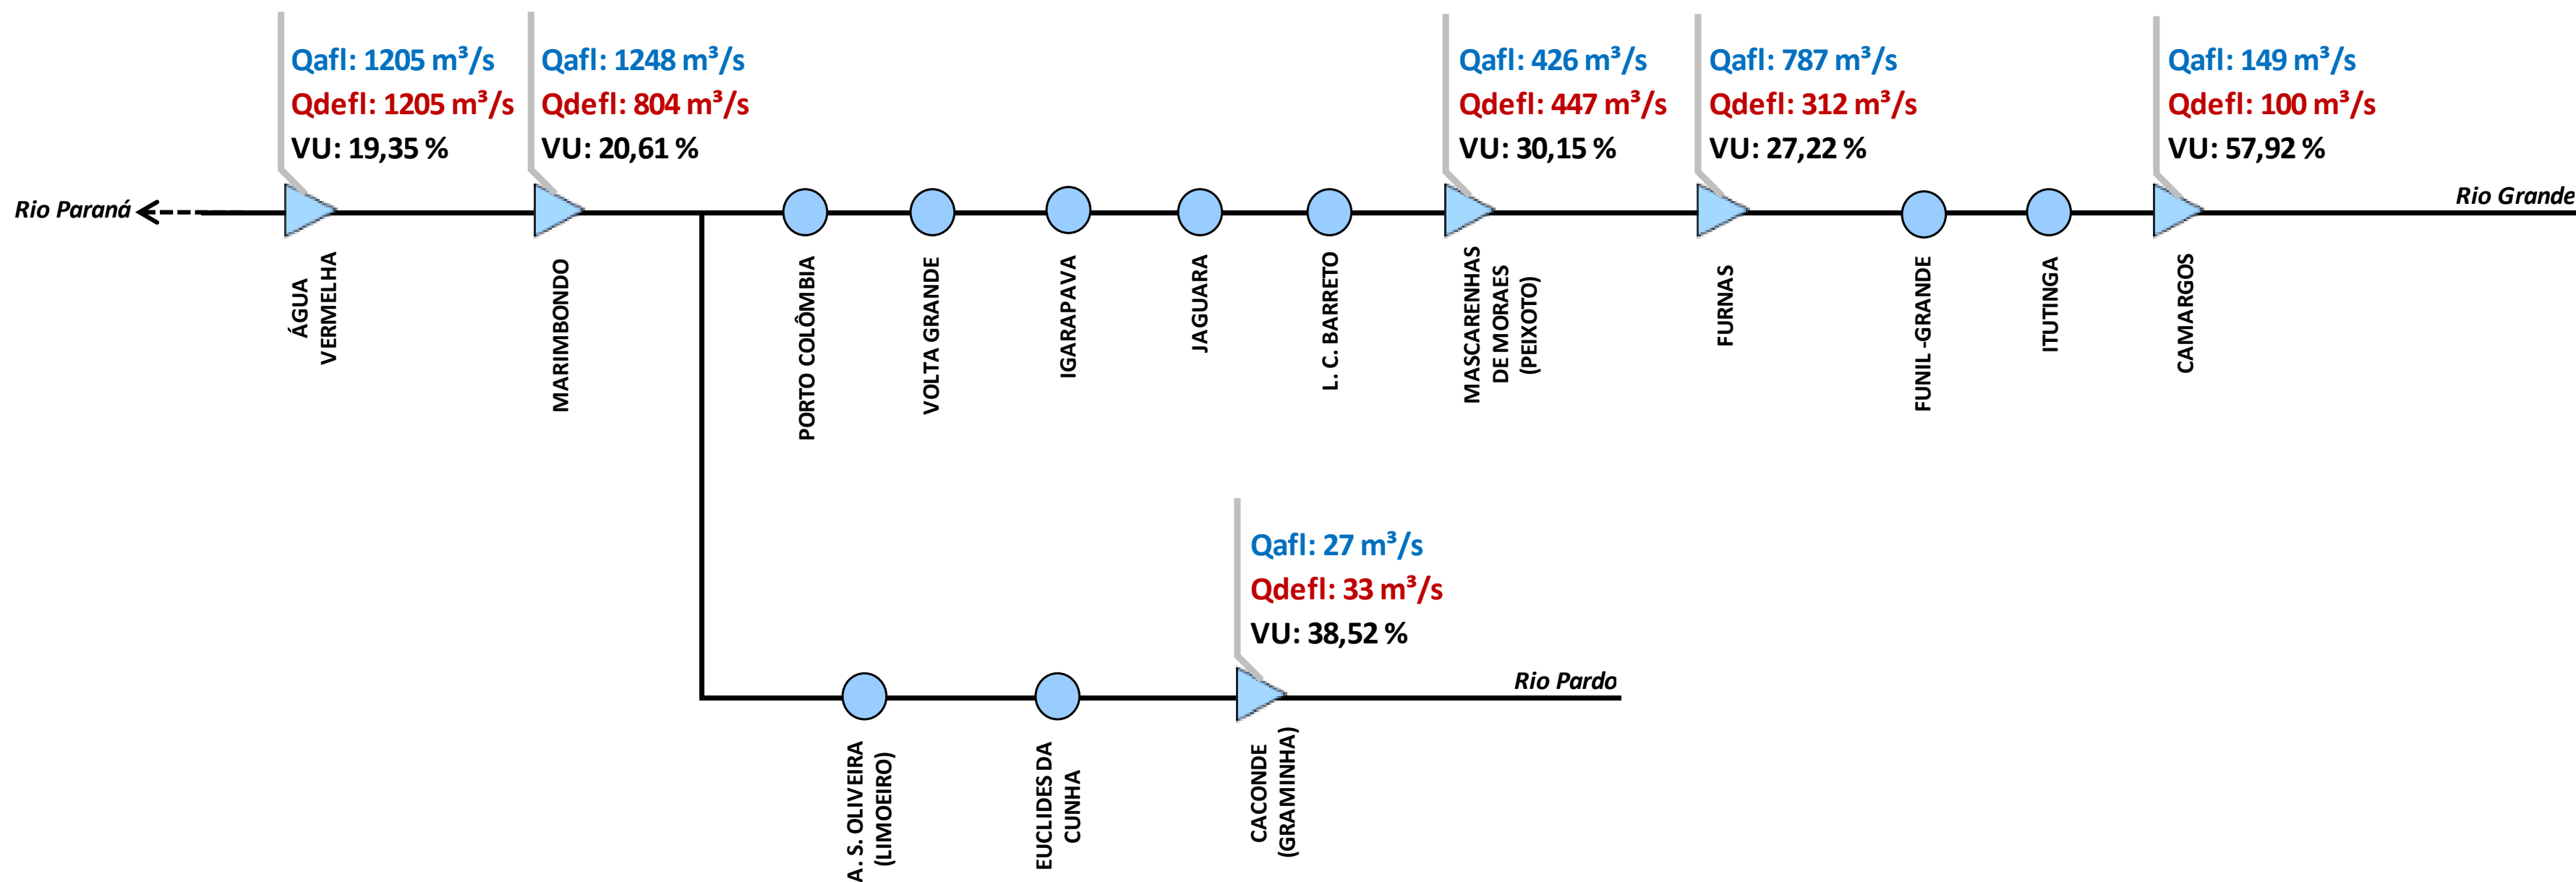 Qafl: 1205 m³/s
Qdefl: 1205 m³/s
VU: 19,35 %
Qafl: 1248 m³/s
Qdefl: 804 m³/s
VU: 20,61 %
Qafl: 426 m³/s
Qdefl: 447 m³/s
VU: 30,15 %
Qafl: 787 m³/s
Qdefl: 312 m³/s
VU: 27,22 %
Qafl: 149 m³/s
Qdefl: 100 m³/s
VU: 57,92 %
Rio Paraná
Rio Grande
ÁGUA
VERMELHA
MARIMBONDO
PORTO COLÔMBIA
VOLTA GRANDE
IGARAPAVA
JAGUARA
L. C. BARRETO
MASCARENHAS
DE MORAES
(PEIXOTO)
FURNAS
FUNIL -GRANDE
ITUTINGA
CAMARGOS
Qafl: 27 m³/s
Qdefl: 33 m³/s
VU: 38,52 %
Rio Pardo
A. S. OLIVEIRA
(LIMOEIRO)
EUCLIDES DA
CUNHA
CACONDE
(GRAMINHA)